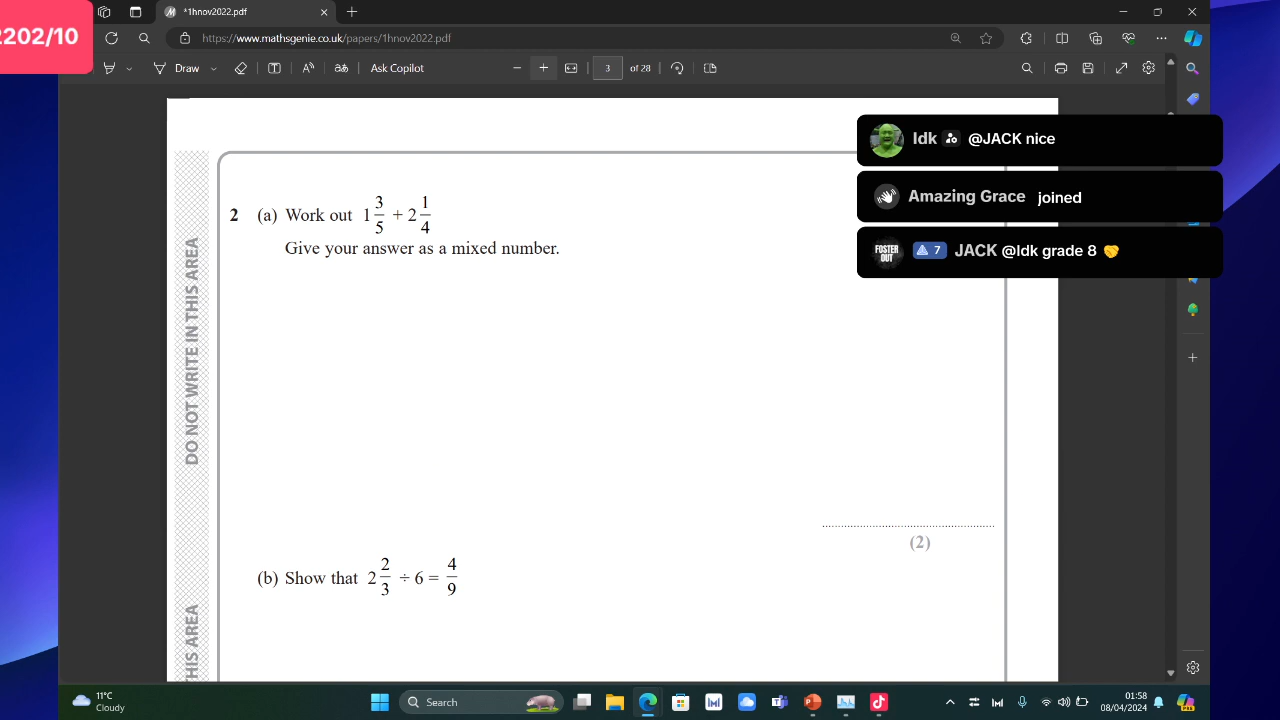 2202/10
*1hnov2022.pdf
https://www.mathsgenie.co.uk/papers/1hnov2022.pdf
Draw
Ask Copilot
3 of 28
Idk @JACK nice
Amazing Grace joined
FOSTER OUT 7 JACK @Idk grade 8 🤝
DO NOT WRITE IN THIS AREA
2 (a) Work out 1 3/5 + 2 1/4
Give your answer as a mixed number.
(2)
(b) Show that 2 2/3 ÷ 6 = 4/9
HIS AREA
11°C
Cloudy
Search
01:58
08/04/2024